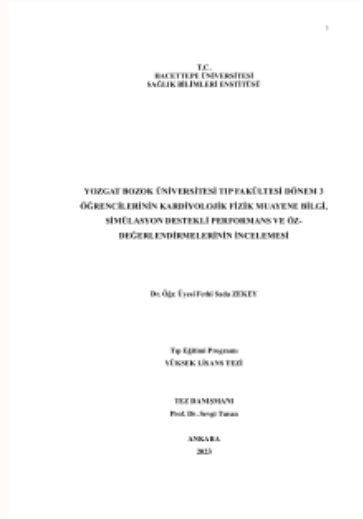 T.C.
HACETTEPE ÜNİVERSİTESİ
SAĞLIK BİLİMLERİ ENSTİTÜSÜ
YOZGAT BOZOK ÜNİVERSİTESİ TIP FAKÜLTESİ DÖNEM 3
ÖĞRENCİLERİNİN KARDİYOLOJİK FİZİK MUAYENE BİLGİ,
SİMÜLASYON DESTEKLİ PERFORMANS VE ÖZ-
DEĞERLENDİRMELERİNİN İNCELEMESİ
Dr. Öğr. Üyesi Fethi Sada ZEKEY
Tıp Eğitimi Programı
YÜKSEK LİSANS TEZİ
TEZ DANIŞMANI
Prof. Dr. Sevgi Turan
ANKARA
2023